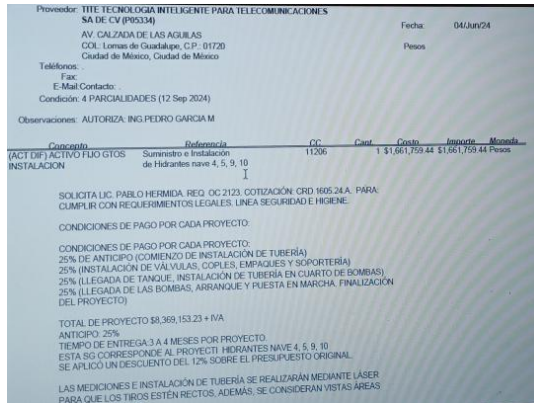 Proveedor: TITE TECNOLOGIA INTELIGENTE PARA TELECOMUNICACIONES
SA DE CV (P05334)
Fecha: 04/Jun/24
AV. CALZADA DE LAS AGUILAS
COL: Lomas de Guadalupe, C.P.: 01720
Pesos
Ciudad de México, Ciudad de México
Teléfonos: .
Fax:
E-Mail Contacto: .
Condición: 4 PARCIALIDADES (12 Sep 2024)
Observaciones: AUTORIZA: ING.PEDRO GARCIA M
Concepto Referencia CC Cant. Costo Importe Moneda
(ACT DIF) ACTIVO FIJO GTOS Suministro e Instalación 11206 1 $1,661,759.44 $1,661,759.44 Pesos
INSTALACION de Hidrantes nave 4, 5, 9, 10
SOLICITA LIC. PABLO HERMIDA. REQ. OC 2123, COTIZACIÓN: CRD.1605.24.A. PARA:
CUMPLIR CON REQUERIMIENTOS LEGALES. LINEA SEGURIDAD E HIGIENE.
CONDICIONES DE PAGO POR CADA PROYECTO:
CONDICIONES DE PAGO POR CADA PROYECTO:
25% DE ANTICIPO (COMIENZO DE INSTALACIÓN DE TUBERÍA)
25% (INSTALACIÓN DE VÁLVULAS, COPLES, EMPAQUES Y SOPORTERÍA)
25% (LLEGADA DE TANQUE, INSTALACIÓN DE TUBERÍA EN CUARTO DE BOMBAS)
25% (LLEGADA DE LAS BOMBAS, ARRANQUE Y PUESTA EN MARCHA, FINALIZACIÓN
DEL PROYECTO)
TOTAL DE PROYECTO $8,369,153.23 + IVA
ANTICIPO: 25%
TIEMPO DE ENTREGA:3 A 4 MESES POR PROYECTO.
ESTA SG CORRESPONDE AL PROYECTI HIDRANTES NAVE 4, 5, 9, 10
SE APLICÓ UN DESCUENTO DEL 12% SOBRE EL PRESUPUESTO ORIGINAL.
LAS MEDICIONES E INSTALACIÓN DE TUBERÍA SE REALIZARÁN MEDIANTE LÁSER
PARA QUE LOS TIROS ESTÉN RECTOS, ADEMÁS, SE CONSIDERAN VISTAS ÁREAS